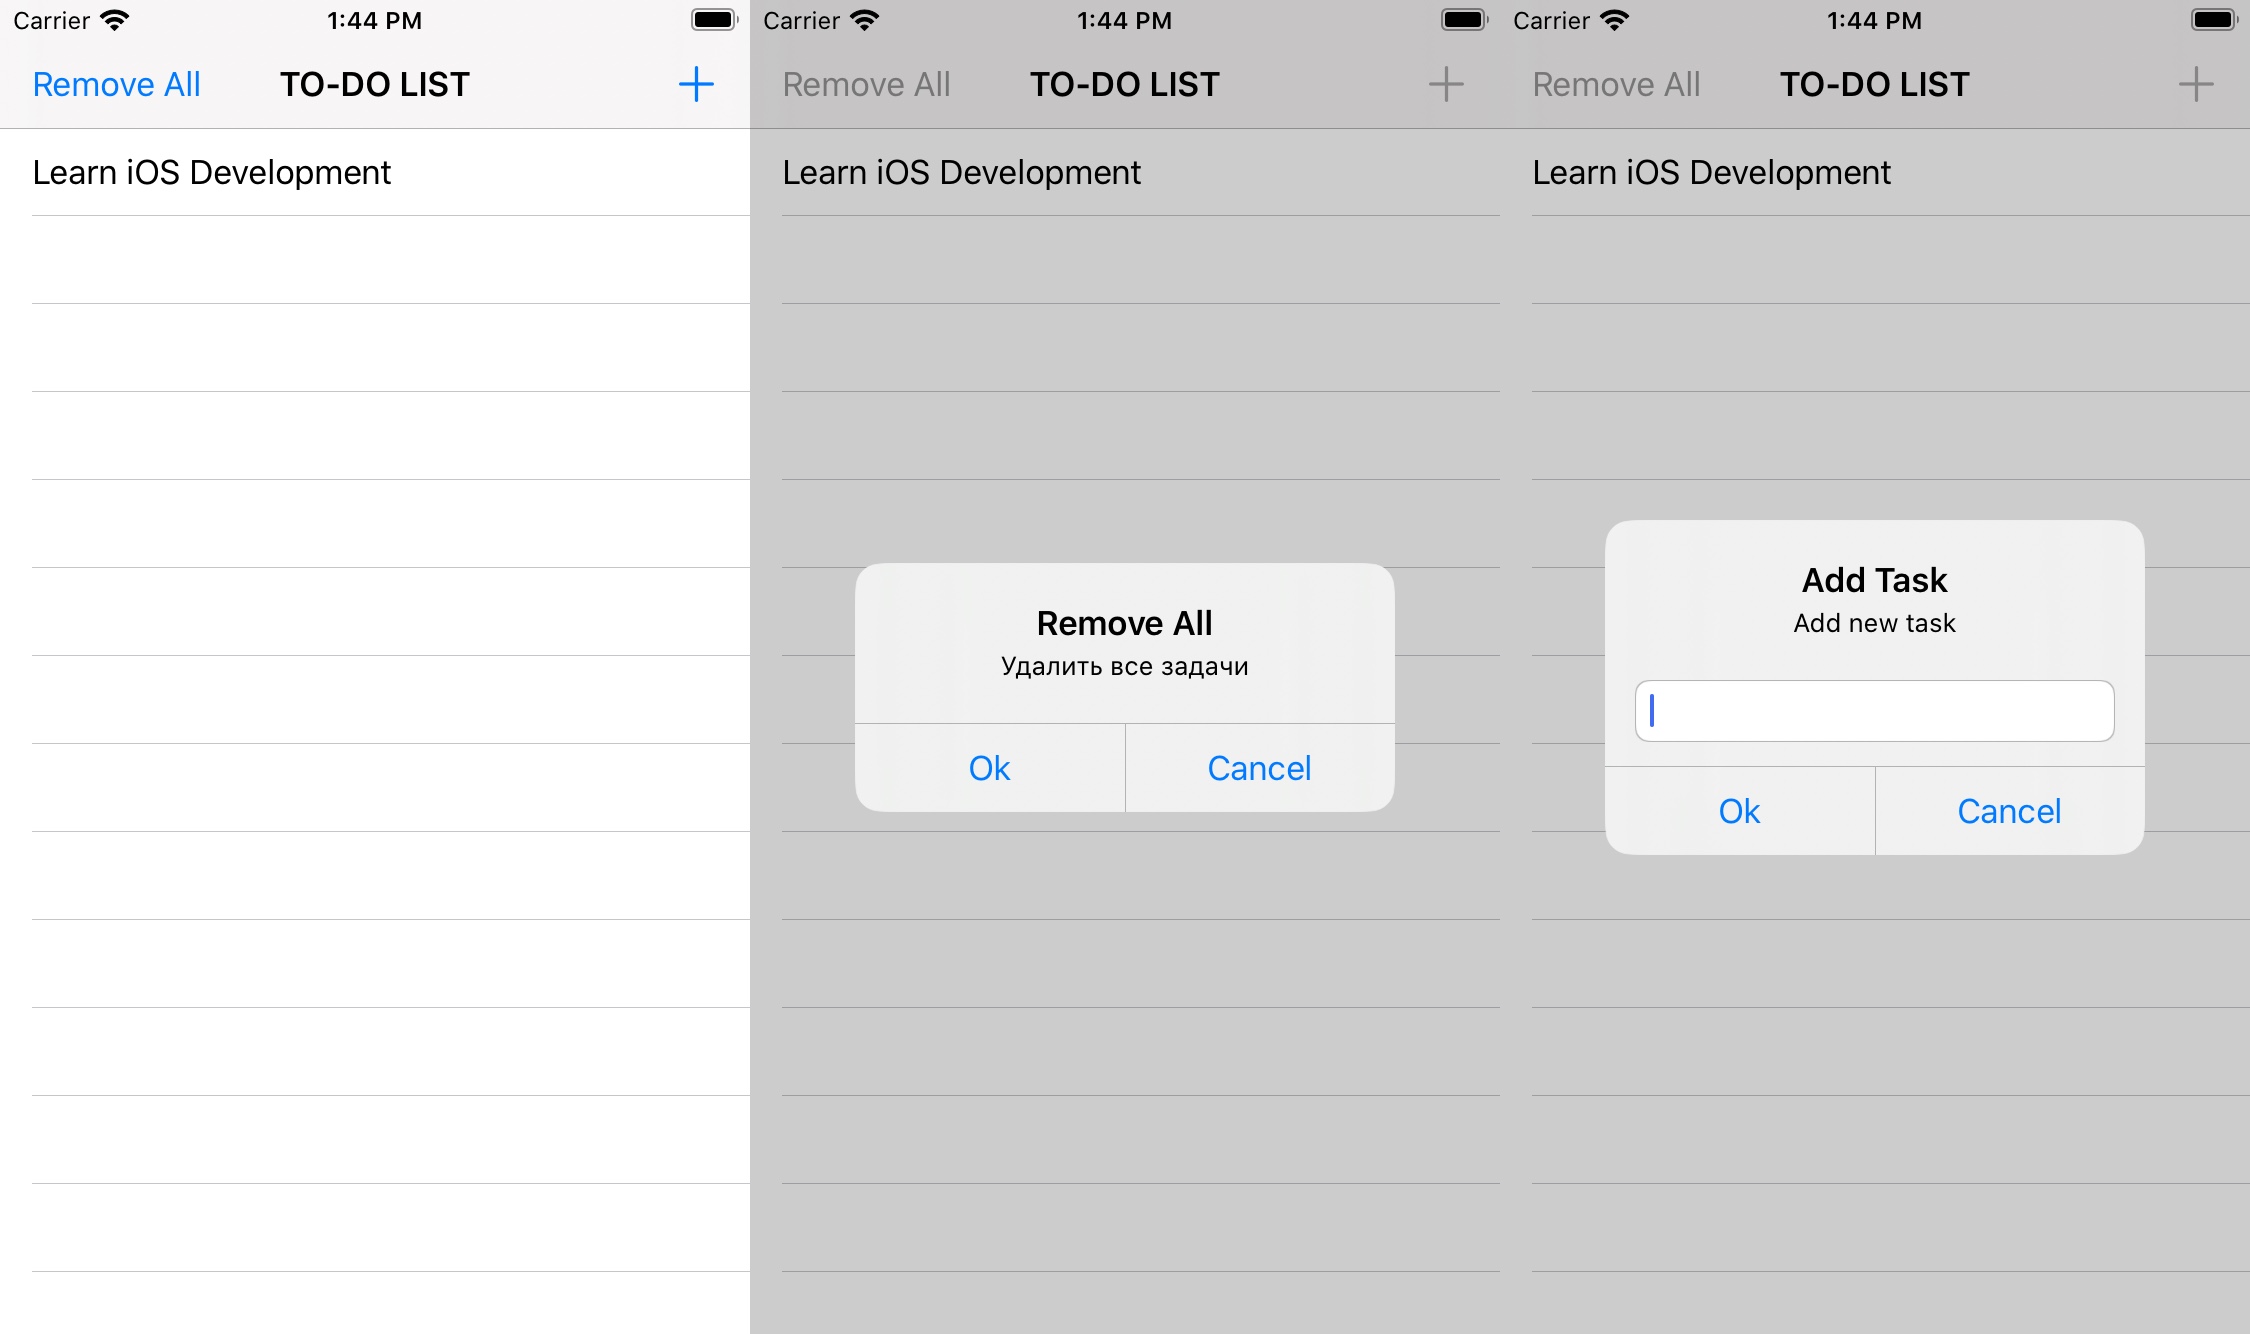 Carrier 1:44 PM
Remove All TO-DO LIST +
Learn iOS Development
Carrier 1:44 PM
Remove All TO-DO LIST +
Learn iOS Development
Remove All
Удалить все задачи
Ok Cancel
Carrier 1:44 PM
Remove All TO-DO LIST +
Learn iOS Development
Add Task
Add new task
Ok Cancel